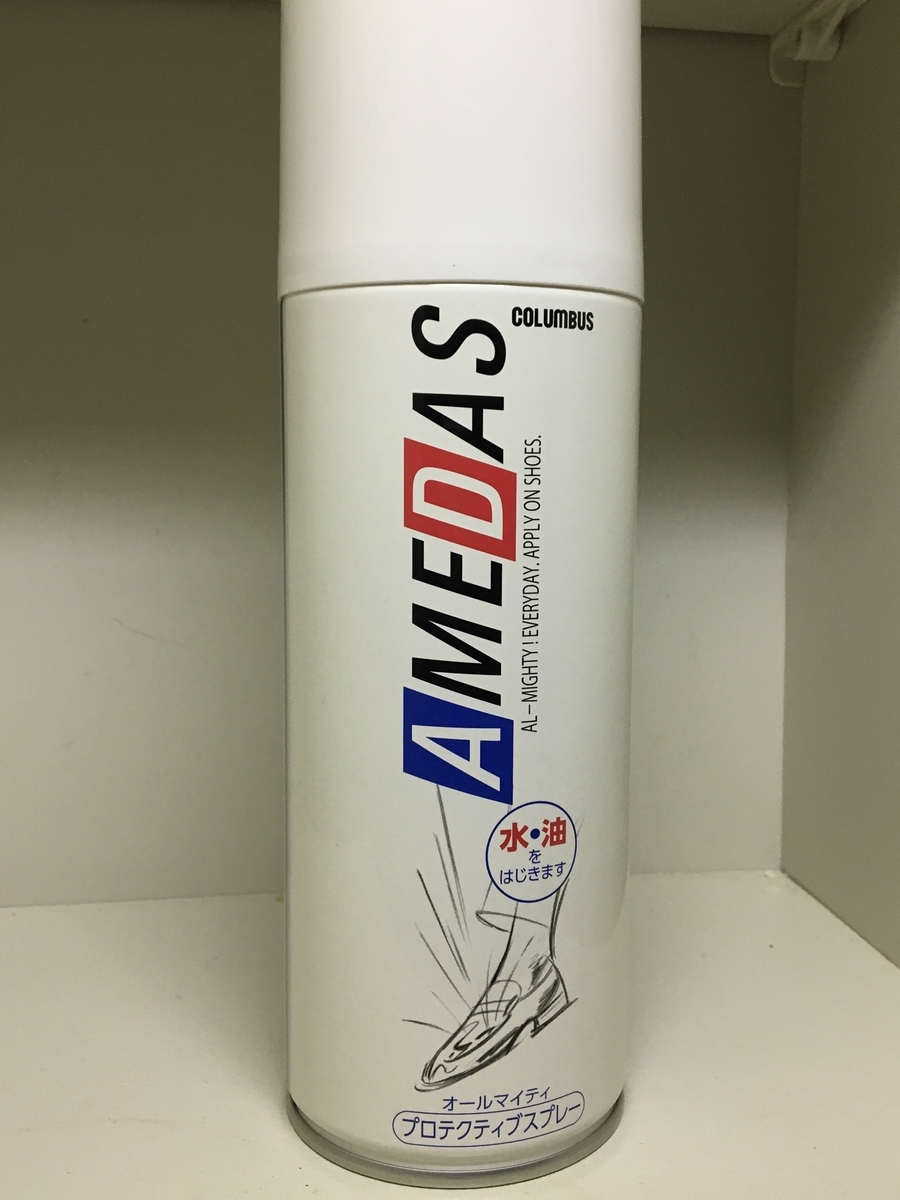 COLUMBUS
AMEDAS
AL-MIGHTY! EVERYDAY. APPLY ON SHOES.
水・油
を
はじきます
オールマイティ
プロテクティブスプレー